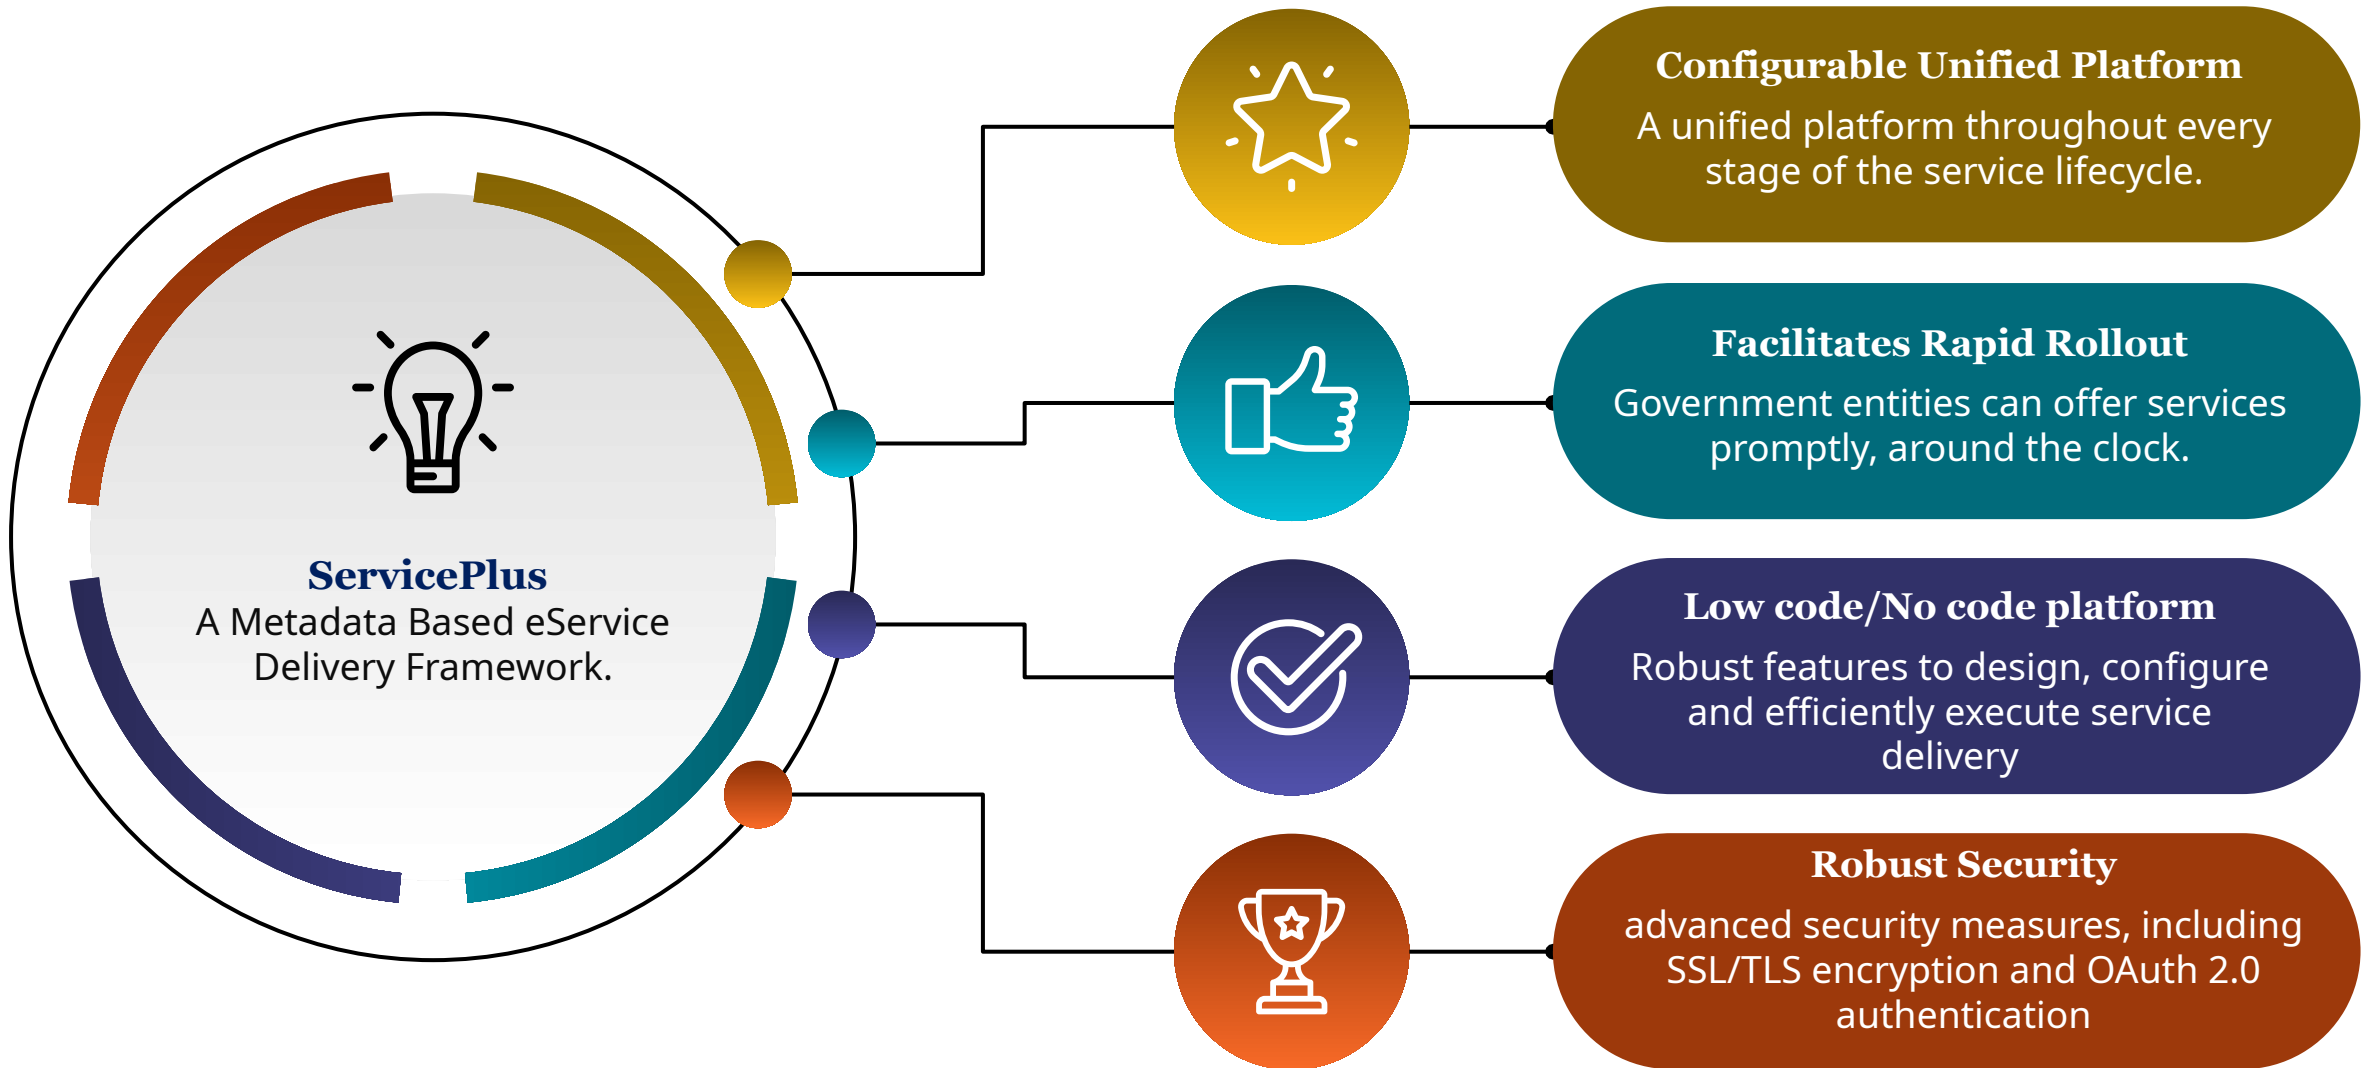 ServicePlus
A Metadata Based eService
Delivery Framework.
Configurable Unified Platform
A unified platform throughout every
stage of the service lifecycle.
Facilitates Rapid Rollout
Government entities can offer services
promptly, around the clock.
Low code/No code platform
Robust features to design, configure
and efficiently execute service
delivery
Robust Security
advanced security measures, including
SSL/TLS encryption and OAuth 2.0
authentication